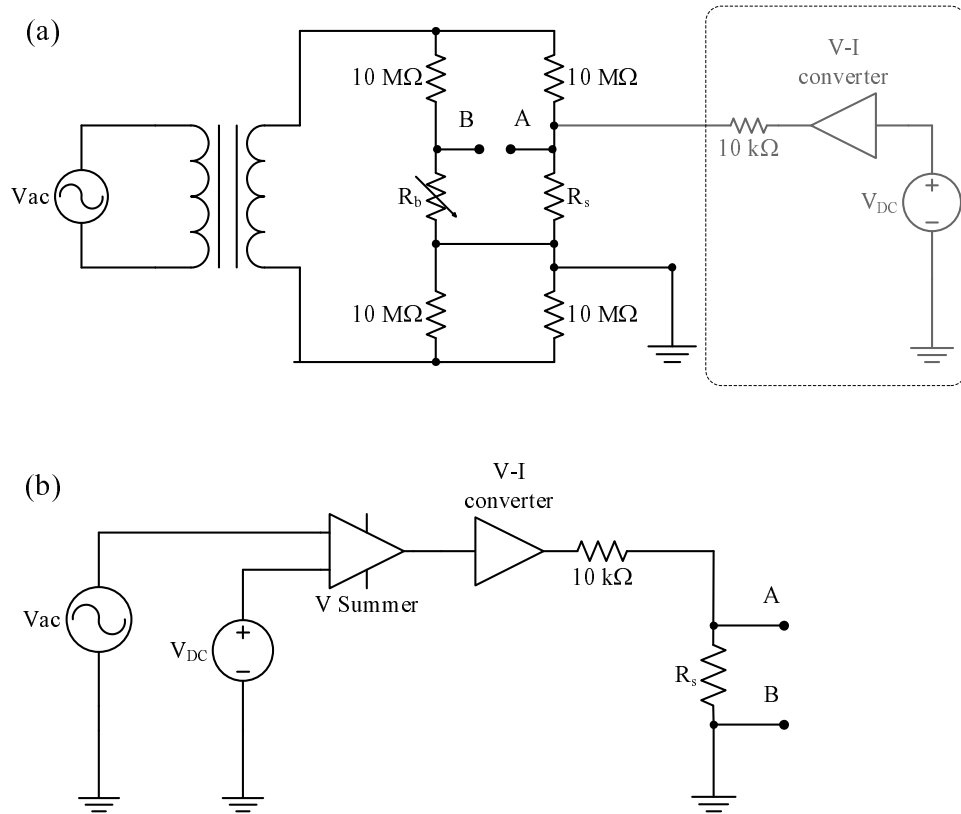 (a)
V-I
converter
10 MΩ
10 MΩ
B
A
10 kΩ
Vac
R_b
R_s
V_DC
+
−
10 MΩ
10 MΩ
(b)
V-I
converter
10 kΩ
V Summer
A
Vac
V_DC
+
−
R_s
B